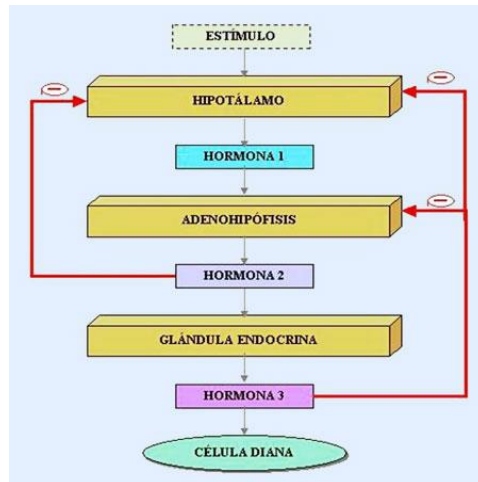 ESTÍMULO
HIPOTÁLAMO
HORMONA 1
ADENOHIPÓFISIS
HORMONA 2
GLÁNDULA ENDOCRINA
HORMONA 3
CÉLULA DIANA